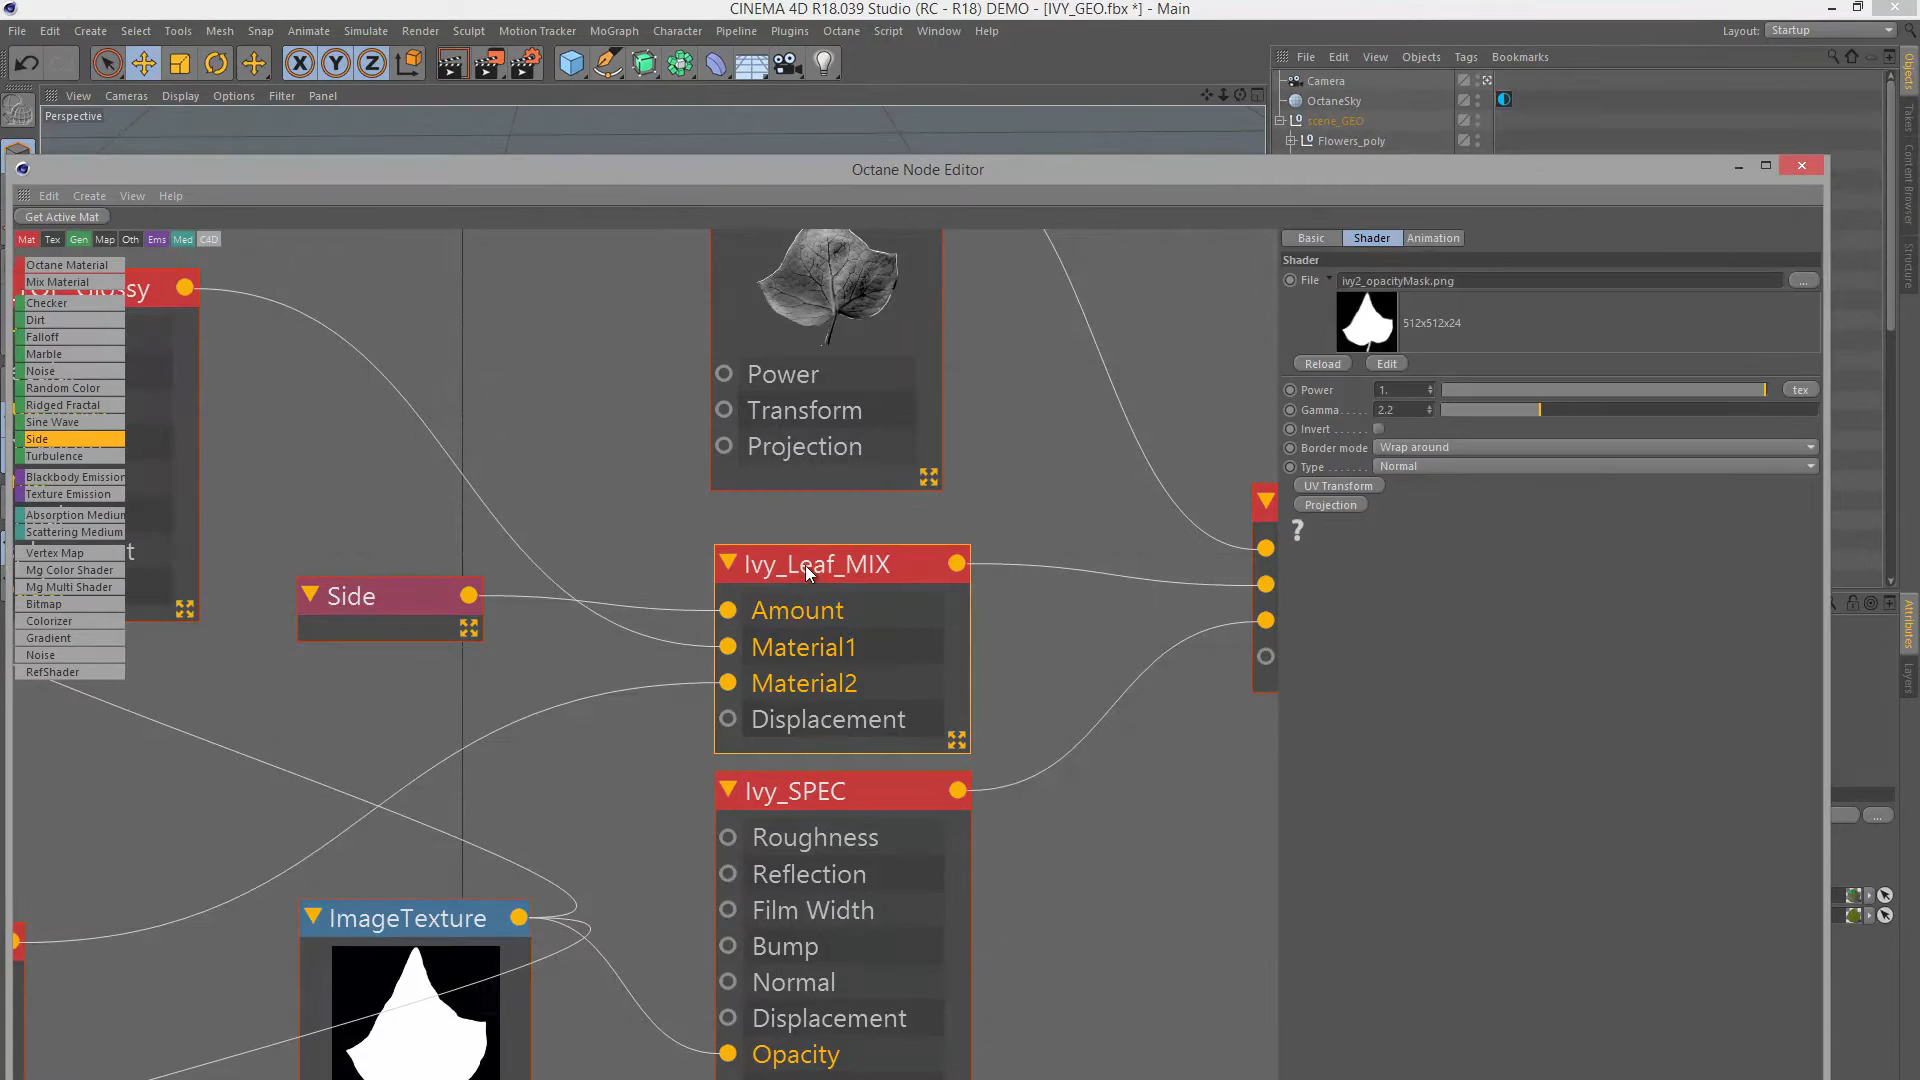 CINEMA 4D R18.039 Studio (RC - R18) DEMO - [IVY_GEO.fbx *] - Main
File Edit Create Select Tools Mesh Snap Animate Simulate Render Sculpt Motion Tracker MoGraph Character Pipeline Plugins Octane Script Window Help
Layout: Startup
File Edit View Objects Tags Bookmarks
View Cameras Display Options Filter Panel
Perspective
Camera
OctaneSky
scene_GEO
Flowers_poly
Objects
Takes
Content Browser
Structure
Attributes
Layers
Octane Node Editor
Edit Create View Help
Get Active Mat
Mat Tex Gen Map Oth Ems Med C4D
Octane Material
Mix Material
Checker
Dirt
Falloff
Marble
Noise
Random Color
Ridged Fractal
Sine Wave
Side
Turbulence
Blackbody Emission
Texture Emission
Absorption Medium
Scattering Medium
Vertex Map
Mg Color Shader
Mg Multi Shader
Bitmap
Colorizer
Gradient
Noise
RefShader
Power
Transform
Projection
Side
Ivy_Leaf_MIX
Amount
Material1
Material2
Displacement
Ivy_SPEC
Roughness
Reflection
Film Width
Bump
Normal
Displacement
Opacity
ImageTexture
Basic Shader Animation
Shader
File ivy2_opacityMask.png ...
512x512x24
Reload Edit
Power 1. tex
Gamma 2.2
Invert
Border mode Wrap around
Type Normal
UV Transform
Projection
?
...